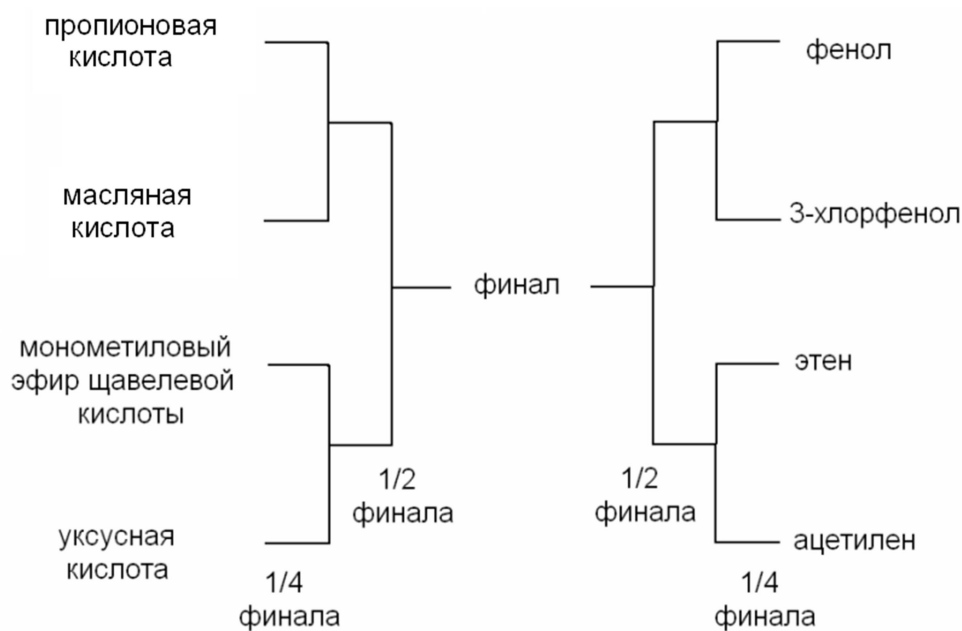 пропионовая
кислота
масляная
кислота
монометиловый
эфир щавелевой
кислоты
уксусная
кислота
1/4
финала
1/2
финала
финал
1/2
финала
фенол
3-хлорфенол
этен
ацетилен
1/4
финала